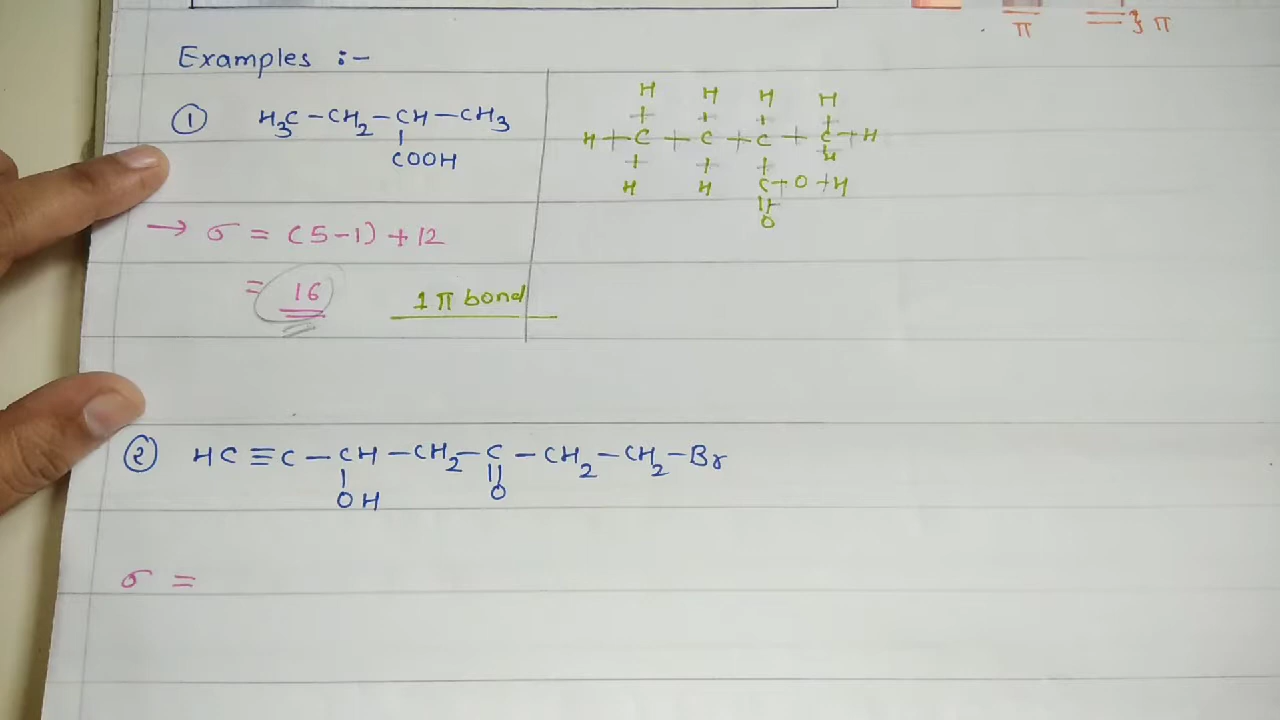 π = } π
Examples :-
① H₃C - CH₂ - CH - CH₃
COOH
→ σ = (5-1) + 12
= 16 1 π bond
H H H H
H C C C C H
H H H
C O H
O
② HC ≡ C - CH - CH₂ - C - CH₂ - CH₂ - Br
OH O
σ =